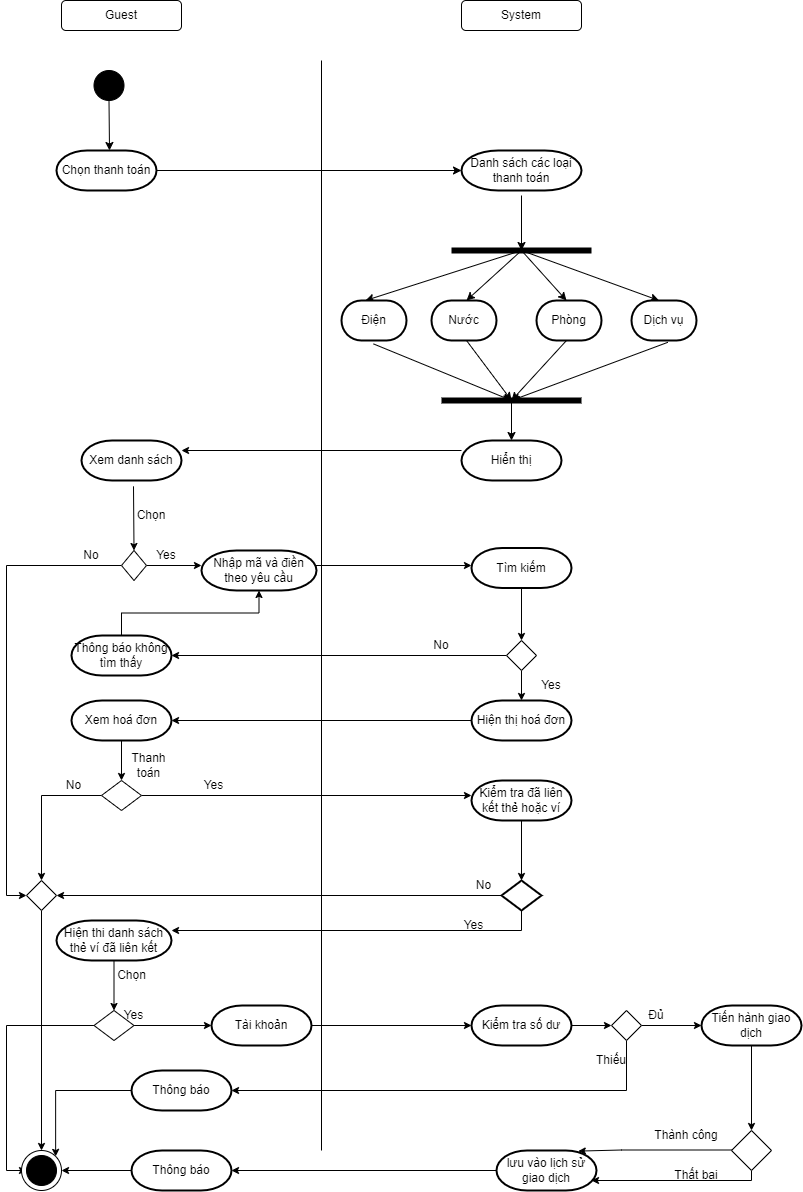 Guest
System
Chọn thanh toán
Danh sách các loại
thanh toán
Điện
Nước
Phòng
Dịch vụ
Xem danh sách
Hiển thị
Chọn
No
Yes
Nhập mã và điền
theo yêu cầu
Tìm kiếm
Thông báo không
tìm thấy
No
Yes
Xem hoá đơn
Hiện thị hoá đơn
Thanh
toán
No
Yes
Kiểm tra đã liên
kết thẻ hoặc ví
No
Yes
Hiện thi danh sách
thẻ ví đã liên kết
Chọn
Yes
Tài khoản
Kiểm tra số dư
Đủ
Tiến hành giao
dịch
Thiếu
Thông báo
Thành công
Thông báo
lưu vào lịch sử
giao dịch
Thất bại